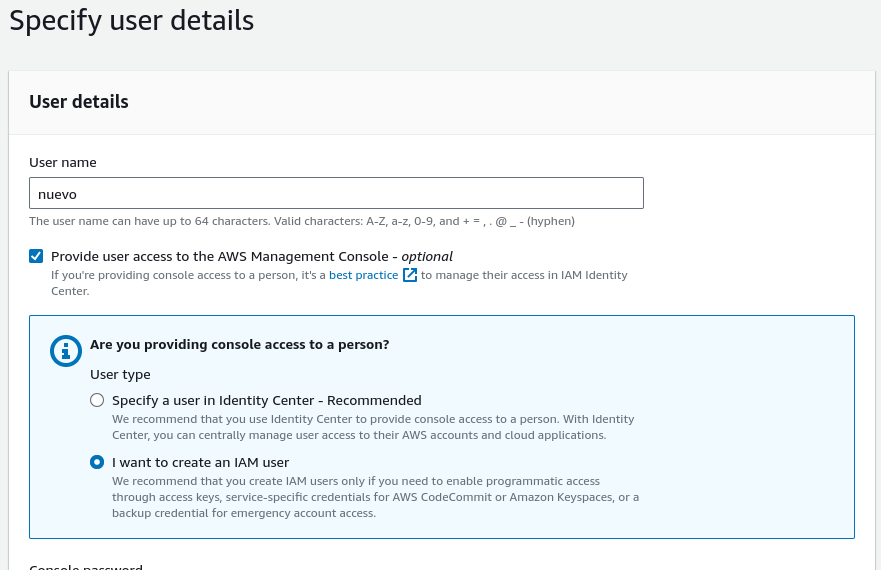 Specify user details
User details
User name
nuevo
The user name can have up to 64 characters. Valid characters: A-Z, a-z, 0-9, and + = , . @ _ - (hyphen)
Provide user access to the AWS Management Console - optional
If you're providing console access to a person, it's a best practice to manage their access in IAM Identity
Center.
Are you providing console access to a person?
User type
Specify a user in Identity Center - Recommended
We recommend that you use Identity Center to provide console access to a person. With Identity
Center, you can centrally manage user access to their AWS accounts and cloud applications.
I want to create an IAM user
We recommend that you create IAM users only if you need to enable programmatic access
through access keys, service-specific credentials for AWS CodeCommit or Amazon Keyspaces, or a
backup credential for emergency account access.
Console password